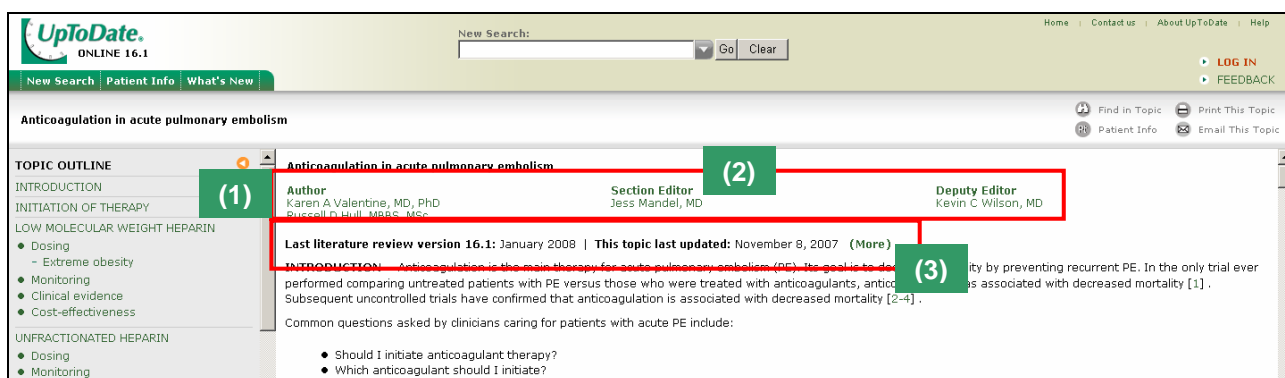 Home | Contact us | About UpToDate | Help
UpToDate®
ONLINE 16.1
New Search:
Go Clear
LOG IN
FEEDBACK
New Search Patient Info What's New
Anticoagulation in acute pulmonary embolism
Find in Topic Print This Topic
Patient Info Email This Topic
TOPIC OUTLINE
INTRODUCTION
INITIATION OF THERAPY
LOW MOLECULAR WEIGHT HEPARIN
Dosing
- Extreme obesity
Monitoring
Clinical evidence
Cost-effectiveness
UNFRACTIONATED HEPARIN
Dosing
Monitoring
(1)
(2)
(3)
Anticoagulation in acute pulmonary embolism
Author Section Editor Deputy Editor
Karen A Valentine, MD, PhD Jess Mandel, MD Kevin C Wilson, MD
Russell D Hull, MBBS, MSc
Last literature review version 16.1: January 2008 | This topic last updated: November 8, 2007 (More)
INTRODUCTION — Anticoagulation is the main therapy for acute pulmonary embolism (PE). Its goal is to by preventing recurrent PE. In the only trial ever
performed comparing untreated patients with PE versus those who were treated with anticoagulants, associated with decreased mortality [1] .
Subsequent uncontrolled trials have confirmed that anticoagulation is associated with decreased mortality [2-4] .
Common questions asked by clinicians caring for patients with acute PE include:
Should I initiate anticoagulant therapy?
Which anticoagulant should I initiate?